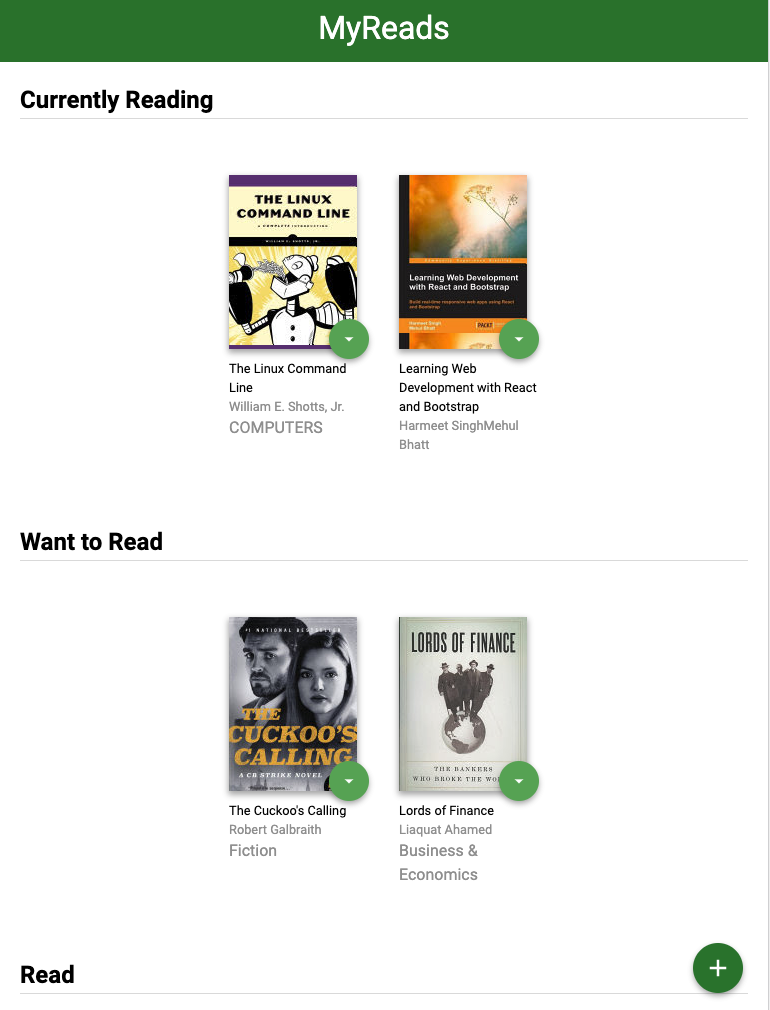 MyReads
Currently Reading
THE LINUX
COMMAND LINE
A COMPLETE INTRODUCTION
WILLIAM E. SHOTTS, JR.
The Linux Command
Line
William E. Shotts, Jr.
COMPUTERS
Community Experience Distilled
Learning Web Development
with React and Bootstrap
Build real-time responsive web apps using React
and Bootstrap
Harmeet Singh
Mehul Bhatt
PACKT
Learning Web
Development with React
and Bootstrap
Harmeet SinghMehul
Bhatt
Want to Read
#1 NATIONAL BESTSELLER
THE
CUCKOO'S
CALLING
A CB STRIKE NOVEL
The Cuckoo's Calling
Robert Galbraith
Fiction
LORDS OF FINANCE
THE BANKERS
WHO BROKE THE
Lords of Finance
Liaquat Ahamed
Business &
Economics
Read
+